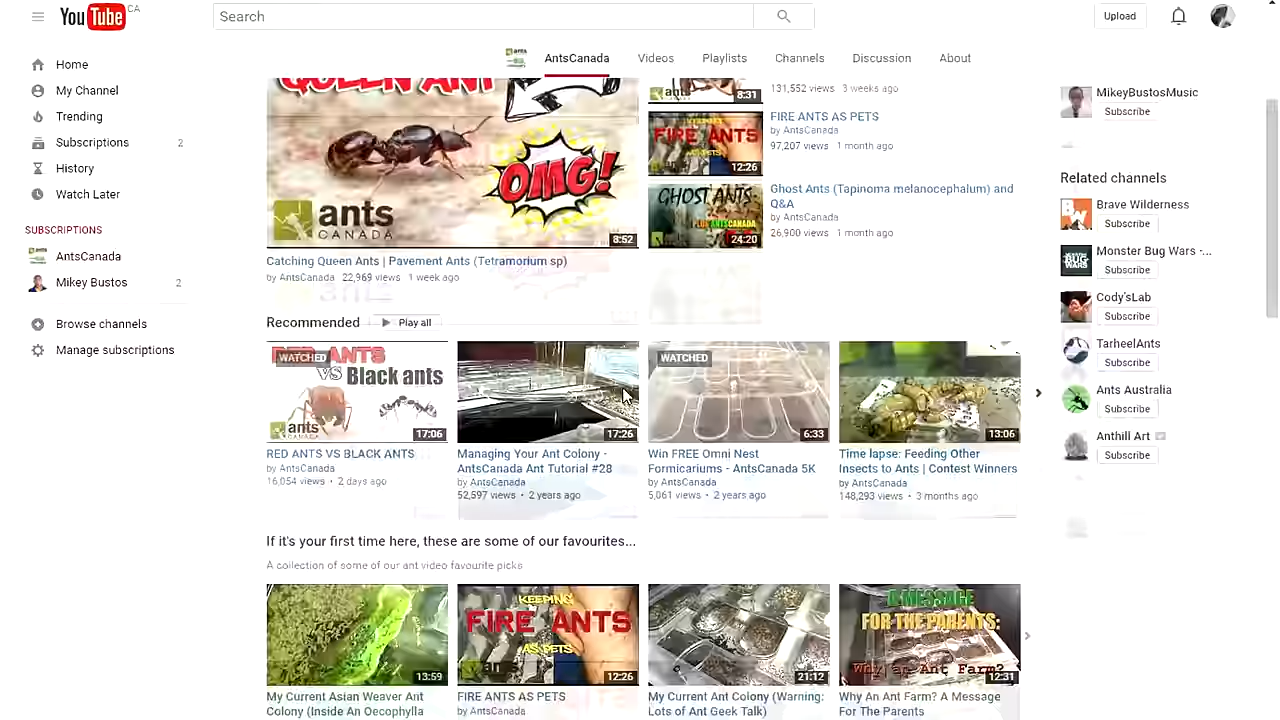 YouTube CA
Search
Upload
AntsCanada
Videos
Playlists
Channels
Discussion
About
Home
My Channel
Trending
Subscriptions 2
History
Watch Later
SUBSCRIPTIONS
AntsCanada
Mikey Bustos 2
Browse channels
Manage subscriptions
QUEEN ANT
OMG!
ants
CANADA
8:52
Catching Queen Ants | Pavement Ants (Tetramorium sp)
by AntsCanada 22,969 views 1 week ago
8:31
131,552 views 3 weeks ago
FIRE ANTS
AS PETS
12:26
FIRE ANTS AS PETS
by AntsCanada
97,207 views 1 month ago
GHOST ANTS
PLUS ANTSCANADA
24:20
Ghost Ants (Tapinoma melanocephalum) and
Q&A
by AntsCanada
26,900 views 1 month ago
MikeyBustosMusic
Subscribe
Related channels
Brave Wilderness
Subscribe
Monster Bug Wars -...
Subscribe
Cody'sLab
Subscribe
TarheelAnts
Subscribe
Ants Australia
Subscribe
Anthill Art
Subscribe
Recommended Play all
WATCHED
RED ANTS
VS Black ants
ants
CANADA
17:06
RED ANTS VS BLACK ANTS
by AntsCanada
16,054 views • 2 days ago
17:26
Managing Your Ant Colony -
AntsCanada Ant Tutorial #28
by AntsCanada
52,597 views • 2 years ago
WATCHED
6:33
Win FREE Omni Nest
Formicariums - AntsCanada 5K
by AntsCanada
5,061 views • 2 years ago
13:06
Time lapse: Feeding Other
Insects to Ants | Contest Winners
by AntsCanada
148,293 views • 3 months ago
If it's your first time here, these are some of our favourites...
A collection of some of our ant video favourite picks
13:59
My Current Asian Weaver Ant
Colony (Inside An Oecophylla
KEEPING
FIRE ANTS
AS PETS
12:26
FIRE ANTS AS PETS
by AntsCanada
21:12
My Current Ant Colony (Warning:
Lots of Ant Geek Talk)
A MESSAGE
FOR THE PARENTS:
Why an Ant Farm?
12:31
Why An Ant Farm? A Message
For The Parents